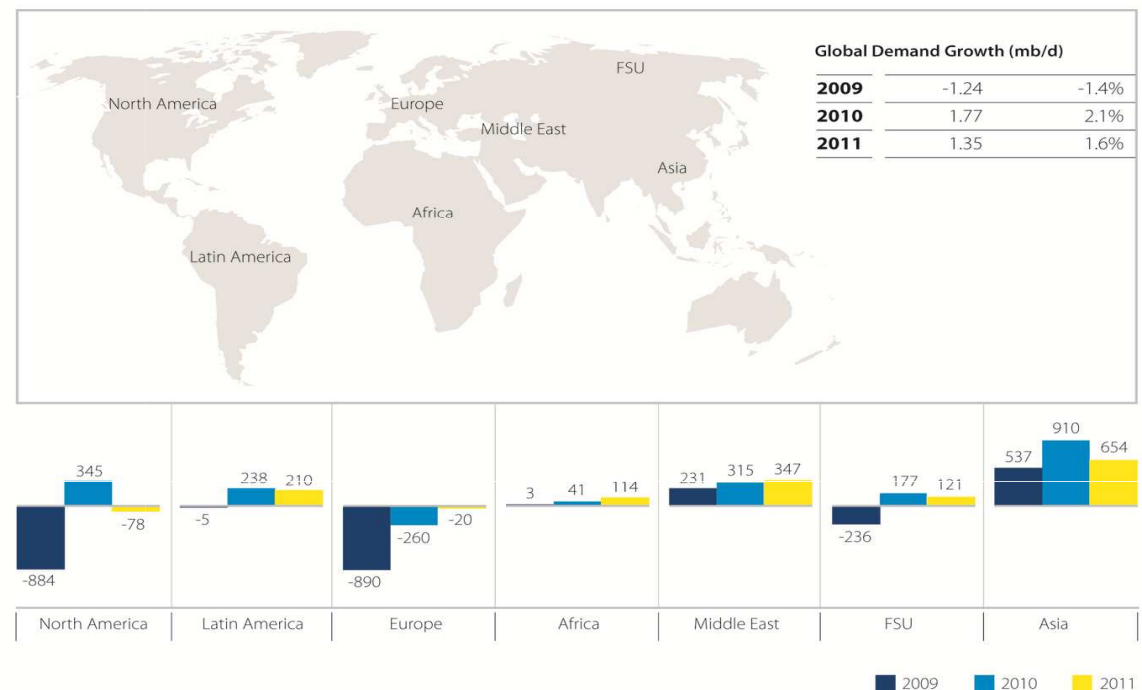 Global Demand Growth (mb/d)
2009 -1.24 -1.4%
2010 1.77 2.1%
2011 1.35 1.6%
FSU
North America
Europe
Middle East
Asia
Africa
Latin America
345
-78
-884
238
210
-5
-20
-260
-890
3
41
114
231
315
347
177
121
-236
537
910
654
North America
Latin America
Europe
Africa
Middle East
FSU
Asia
2009
2010
2011